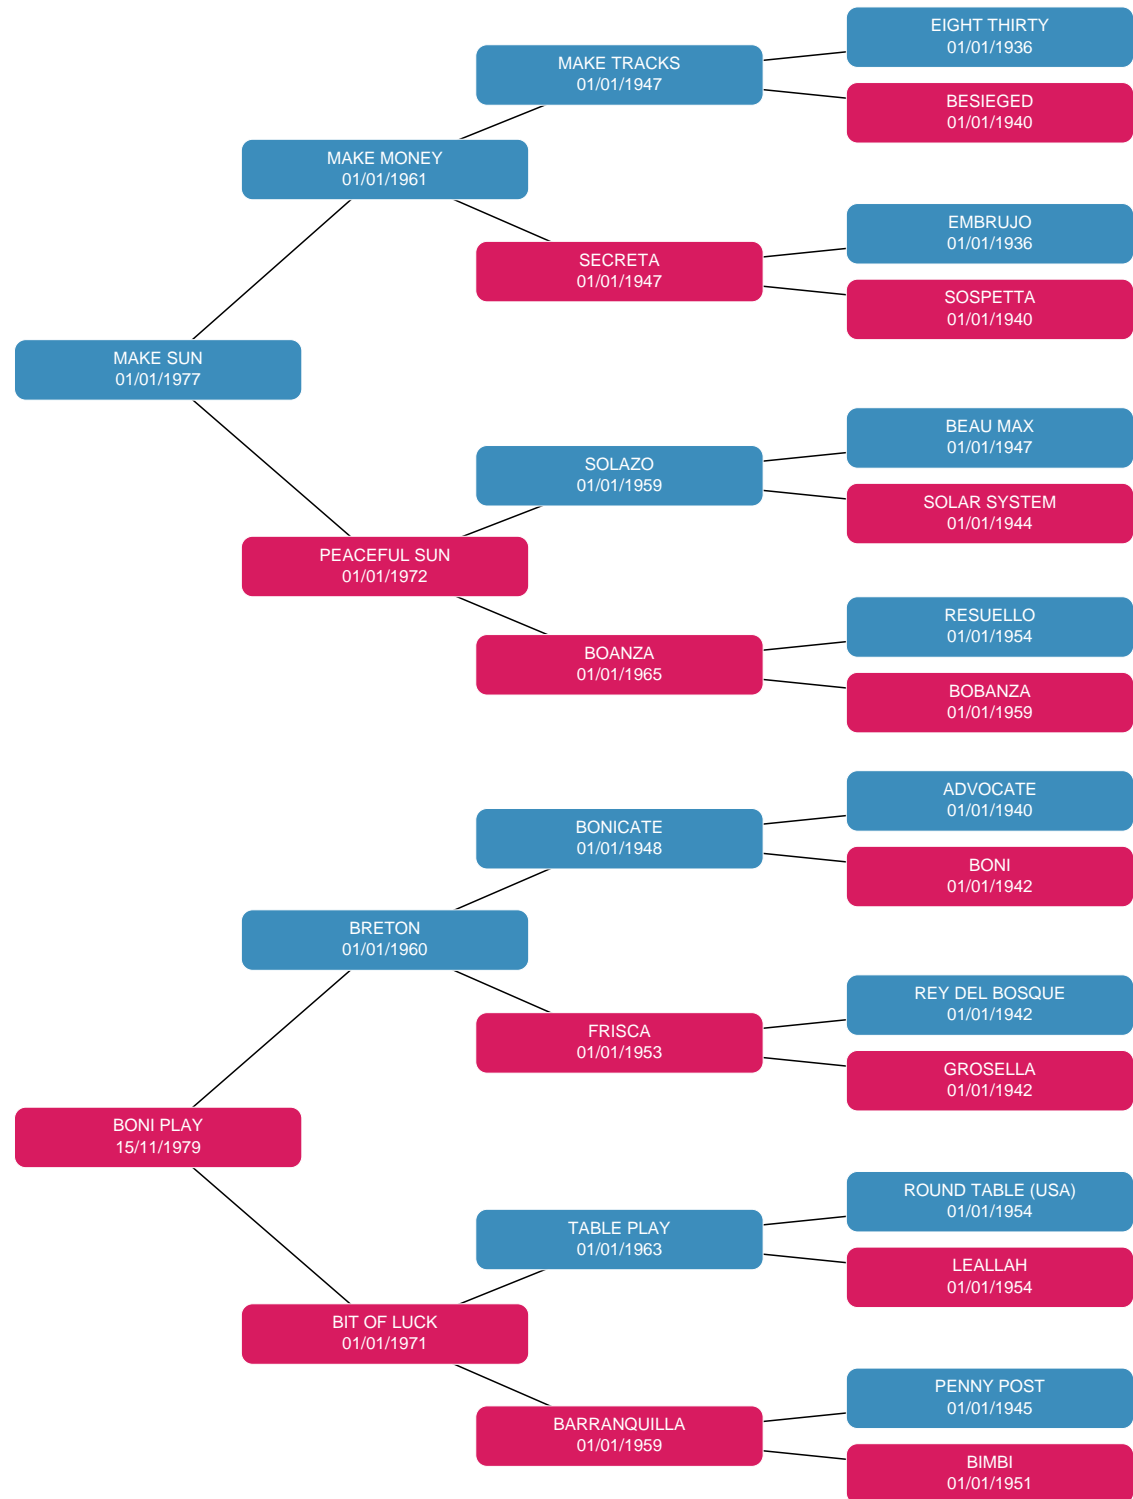 EIGHT THIRTY
01/01/1936
MAKE TRACKS
01/01/1947
BESIEGED
01/01/1940
MAKE MONEY
01/01/1961
EMBRUJO
01/01/1936
SECRETA
01/01/1947
SOSPETTA
01/01/1940
MAKE SUN
01/01/1977
BEAU MAX
01/01/1947
SOLAZO
01/01/1959
SOLAR SYSTEM
01/01/1944
PEACEFUL SUN
01/01/1972
RESUELLO
01/01/1954
BOANZA
01/01/1965
BOBANZA
01/01/1959
ADVOCATE
01/01/1940
BONICATE
01/01/1948
BONI
01/01/1942
BRETON
01/01/1960
REY DEL BOSQUE
01/01/1942
FRISCA
01/01/1953
GROSELLA
01/01/1942
BONI PLAY
15/11/1979
ROUND TABLE (USA)
01/01/1954
TABLE PLAY
01/01/1963
LEALLAH
01/01/1954
BIT OF LUCK
01/01/1971
PENNY POST
01/01/1945
BARRANQUILLA
01/01/1959
BIMBI
01/01/1951